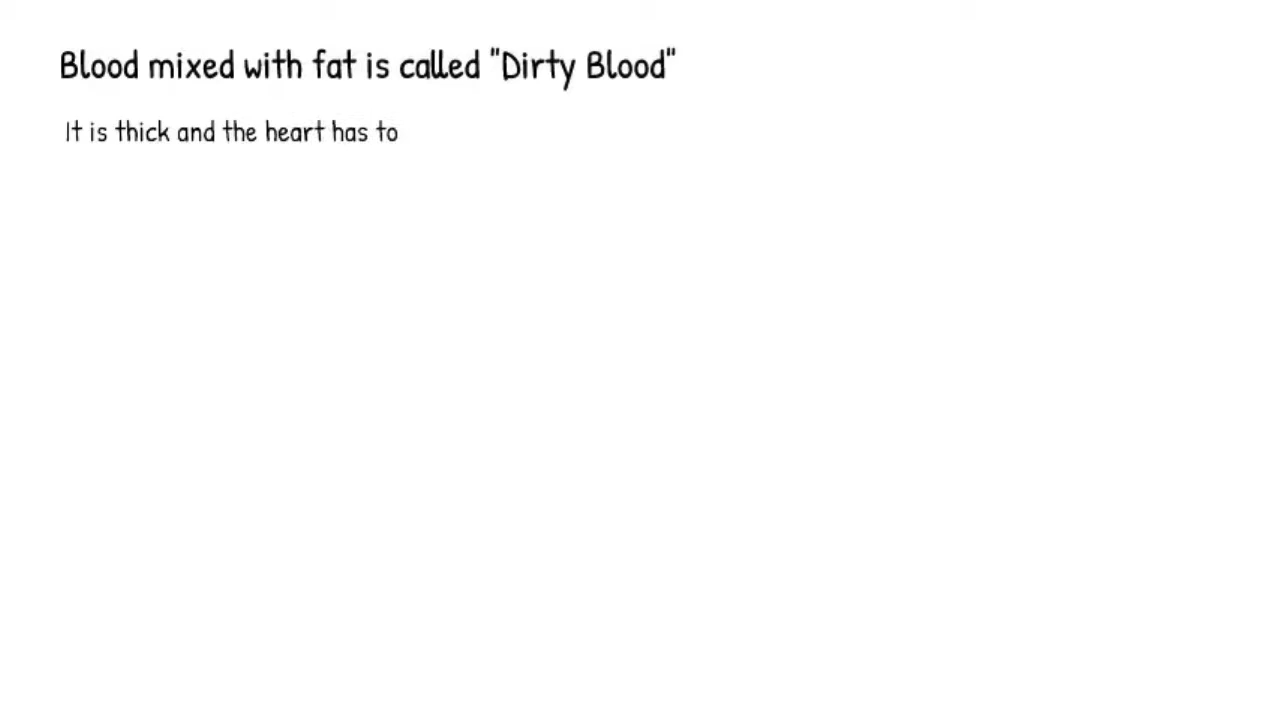 Blood mixed with fat is called "Dirty Blood"
It is thick and the heart has to